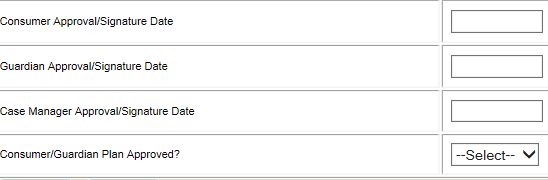 Consumer Approval/Signature Date
Guardian Approval/Signature Date
Case Manager Approval/Signature Date
Consumer/Guardian Plan Approved? --Select--